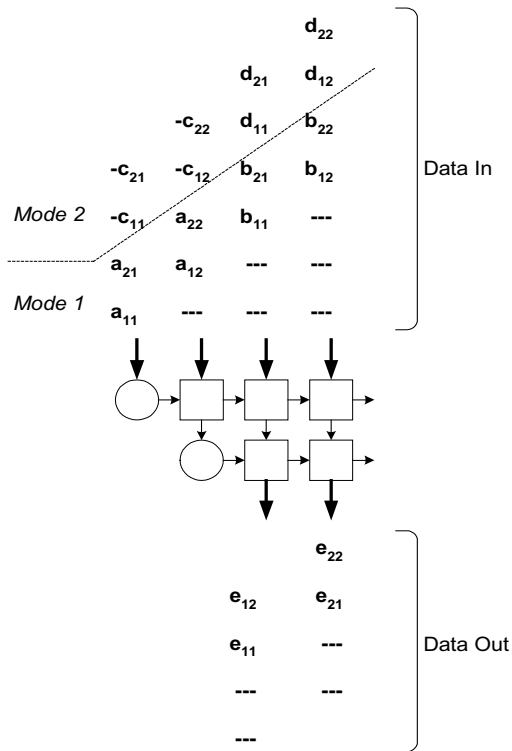 d22
d21 d12
-c22 d11 b22
-c21 -c12 b21 b12 Data In
Mode 2 -c11 a22 b11 ---
a21 a12 --- ---
Mode 1 a11 --- --- ---
e22
e12 e21
e11 --- Data Out
--- ---
---